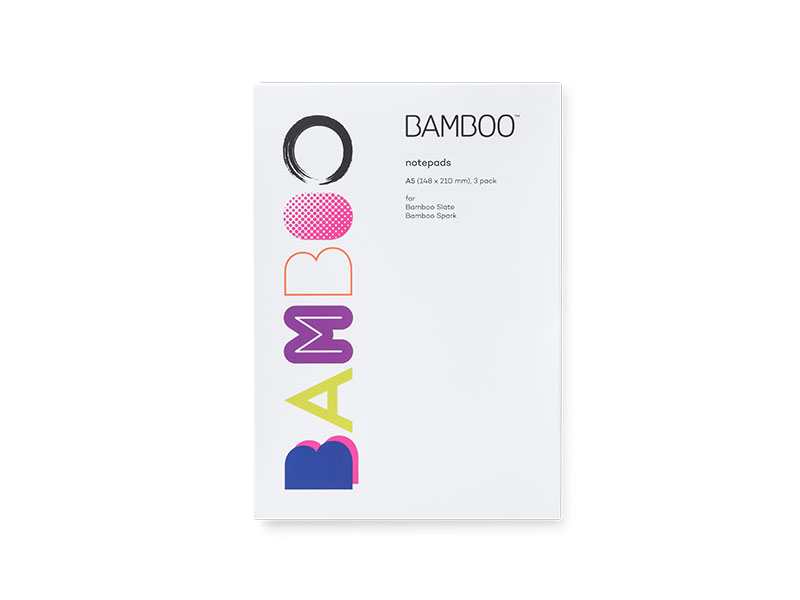 BAMBOO
BAMBOO™
notepads
A5 (148 x 210 mm), 3 pack
for
Bamboo Slate
Bamboo Spark